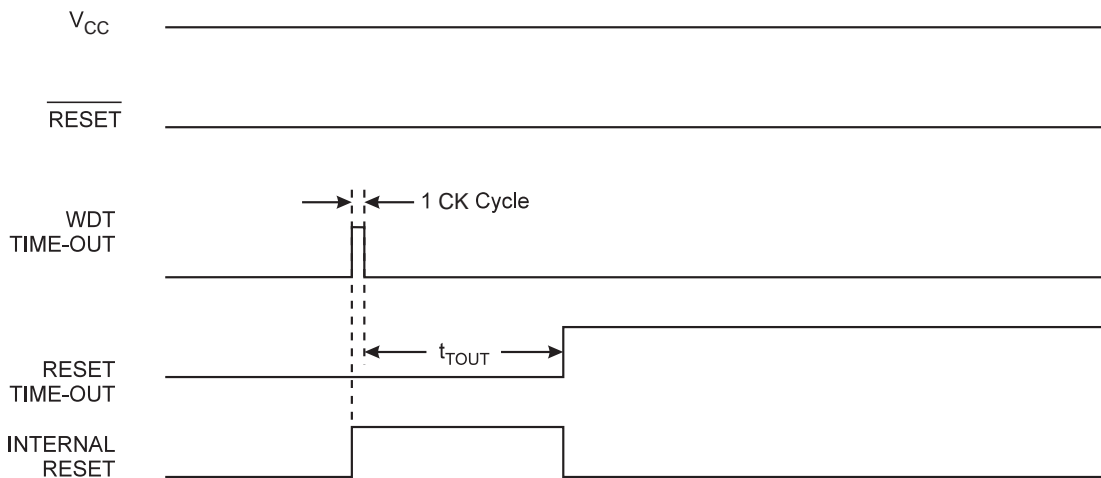 VCC
RESET
1 CK Cycle
WDT
TIME-OUT
tTOUT
RESET
TIME-OUT
INTERNAL
RESET